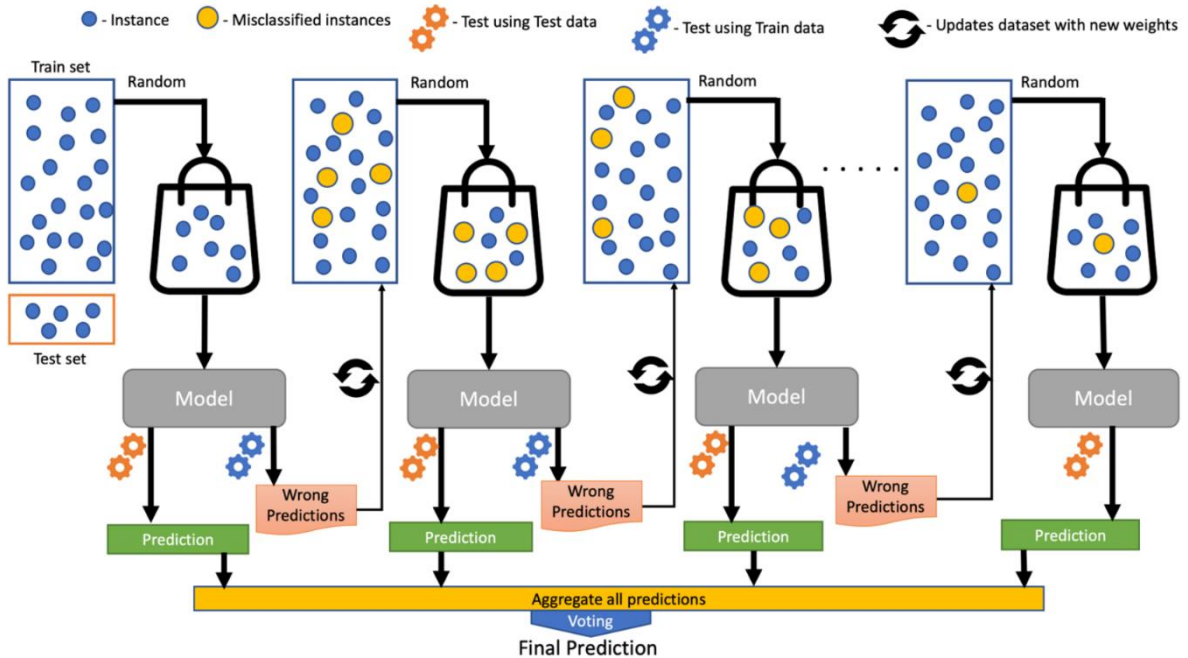 - Instance
- Misclassified instances
- Test using Test data
- Test using Train data
- Updates dataset with new weights
Train set
Random
Random
Random
Random
Test set
Model
Model
Model
Model
Wrong
Predictions
Wrong
Predictions
Wrong
Predictions
Prediction
Prediction
Prediction
Prediction
Aggregate all predictions
Voting
Final Prediction